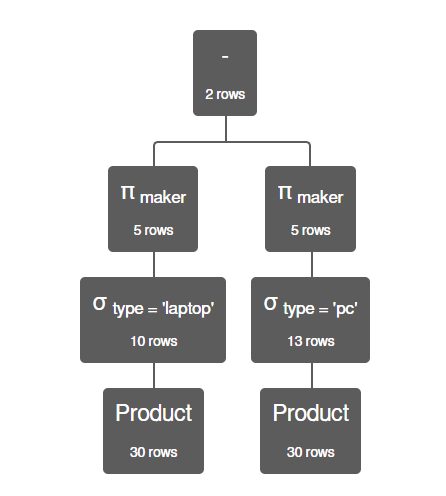 -
2 rows
π maker
5 rows
π maker
5 rows
σ type = 'laptop'
10 rows
σ type = 'pc'
13 rows
Product
30 rows
Product
30 rows